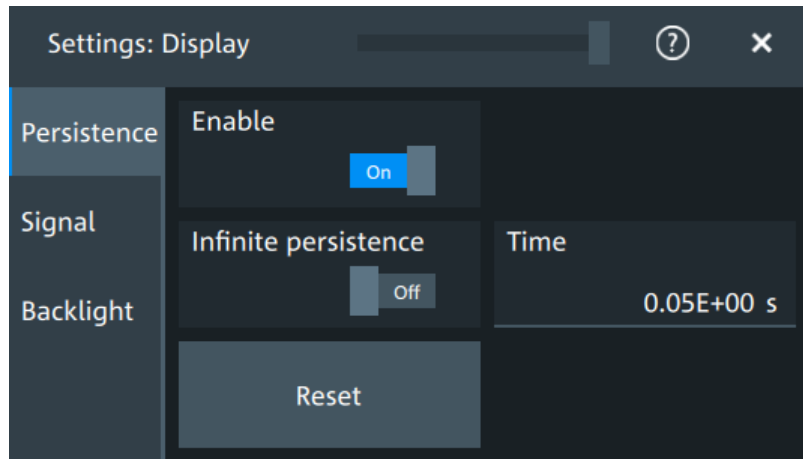 Settings: Display
?
×
Persistence
Signal
Backlight
Enable
On
Infinite persistence
Off
Time
0.05E+00 s
Reset